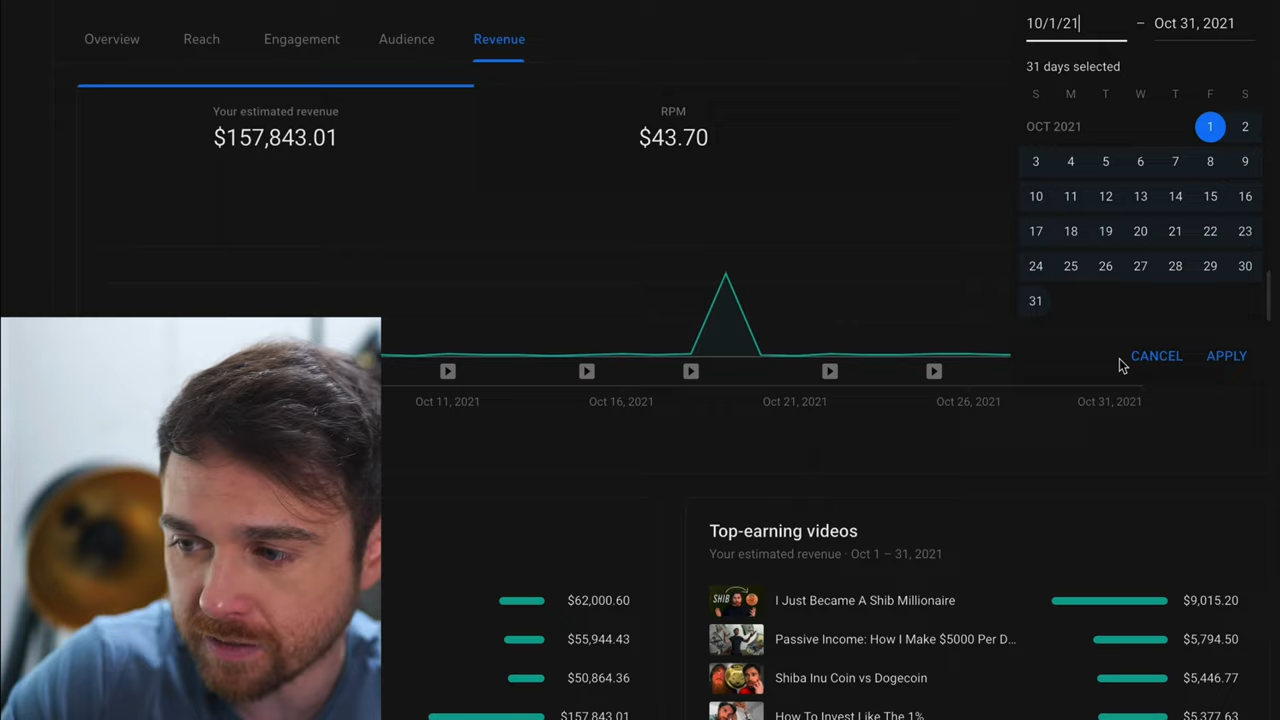 Overview Reach Engagement Audience Revenue
Your estimated revenue
$157,843.01
RPM
$43.70
10/1/21 – Oct 31, 2021
31 days selected
S M T W T F S
OCT 2021 1 2
3 4 5 6 7 8 9
10 11 12 13 14 15 16
17 18 19 20 21 22 23
24 25 26 27 28 29 30
31
CANCEL APPLY
Oct 11, 2021 Oct 16, 2021 Oct 21, 2021 Oct 26, 2021 Oct 31, 2021
$62,000.60
$55,944.43
$50,864.36
$157,843.01
Top-earning videos
Your estimated revenue · Oct 1 – 31, 2021
SHIB
I Just Became A Shib Millionaire $9,015.20
Passive Income: How I Make $5000 Per D... $5,794.50
Shiba Inu Coin vs Dogecoin $5,446.77
How To Invest Like The 1% $5,377.63